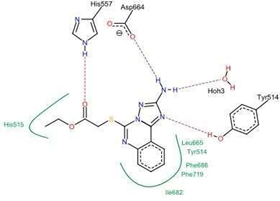 His557
Asp664
Hoh3
Tyr514
His515
Leu665
Tyr514
Phe686
Phe719
Ile682
N
N
H
O
O
⊖
H
N
H
O
H
H
O
O
S
N
N
N
N
H
O